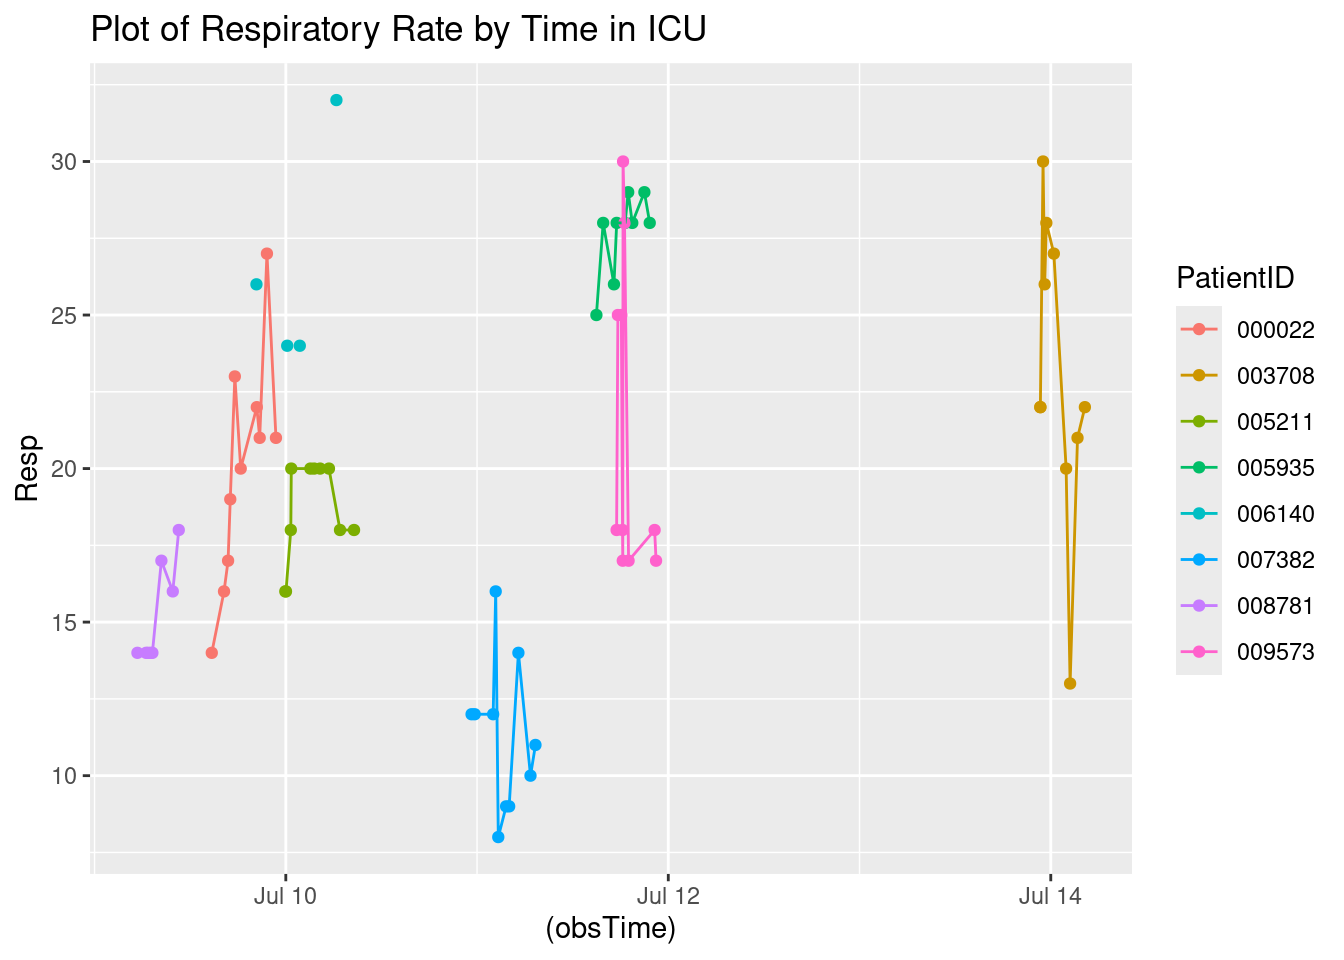 Plot of Respiratory Rate by Time in ICU
Resp
30
25
20
15
10
Jul 10
Jul 12
Jul 14
(obsTime)
PatientID
000022
003708
005211
005935
006140
007382
008781
009573